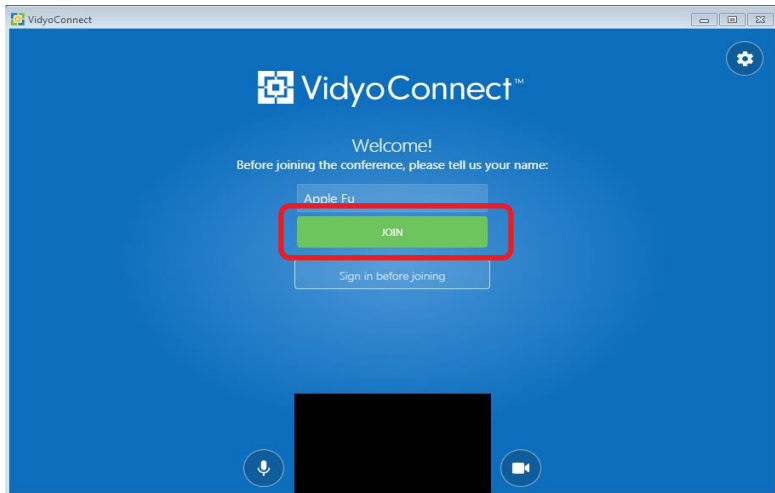 VidyoConnect
VidyoConnect™
Welcome!
Before joining the conference, please tell us your name:
Apple Fu
JOIN
Sign in before joining